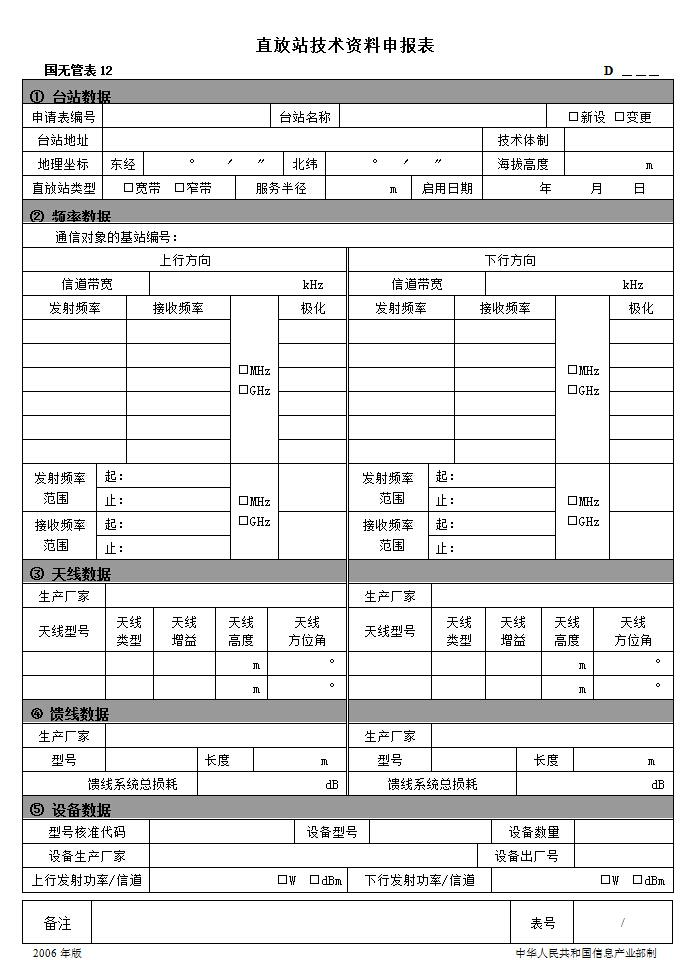 直放站技术资料申报表
国无管表 12 D _ _ _
① 台站数据
申请表编号 台站名称 □新设 □变更
台站地址 技术体制
地理坐标 东经 ° ′ ″ 北纬 ° ′ ″ 海拔高度 m
直放站类型 □宽带 □窄带 服务半径 m 启用日期 年 月 日
② 频率数据
通信对象的基站编号：
上行方向 下行方向
信道带宽 kHz 信道带宽 kHz
发射频率 接收频率 极化 发射频率 接收频率 极化
□MHz □MHz
□GHz □GHz
发射频率范围 起： 发射频率范围 起：
止： 止：
□MHz □MHz
□GHz □GHz
接收频率范围 起： 接收频率范围 起：
止： 止：
③ 天线数据
生产厂家 生产厂家
天线型号 天线类型 天线增益 天线高度 天线方位角 天线型号 天线类型 天线增益 天线高度 天线方位角
m ° m °
m ° m °
④ 馈线数据
生产厂家 生产厂家
型号 长度 m 型号 长度 m
馈线系统总损耗 dB 馈线系统总损耗 dB
⑤ 设备数据
型号核准代码 设备型号 设备数量
设备生产厂家 设备出厂号
上行发射功率/信道 □W □dBm 下行发射功率/信道 □W □dBm
备注 表号 /
2006 年版 中华人民共和国信息产业部制